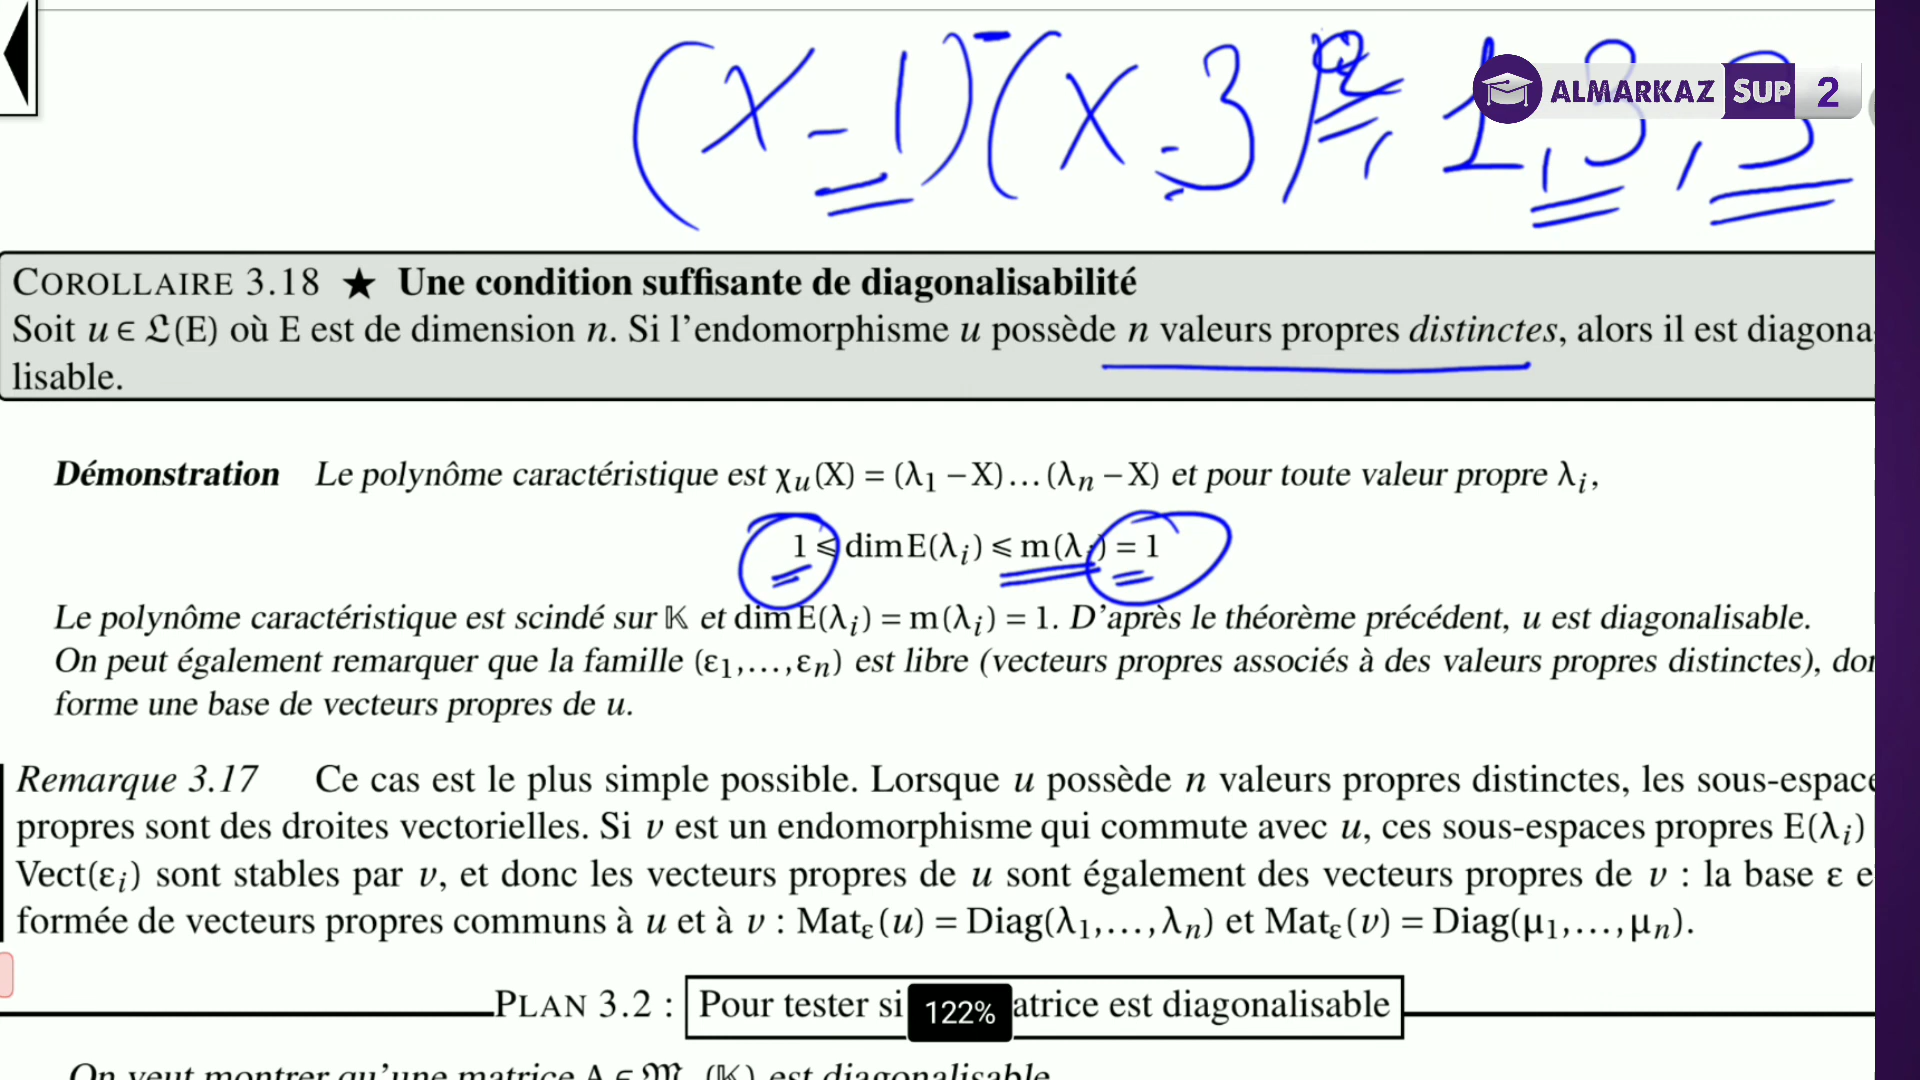 (X - 1) (X - 3)², 1, 3, 3
ALMARKAZ SUP 2
COROLLAIRE 3.18 ★ Une condition suffisante de diagonalisabilité
Soit u ∈ 𝔏(E) où E est de dimension n. Si l'endomorphisme u possède n valeurs propres distinctes, alors il est diagona-
lisable.
Démonstration Le polynôme caractéristique est χu(X) = (λ1 − X)…(λn − X) et pour toute valeur propre λi,
1 ⩽ dim E(λi) ⩽ m(λi) = 1
Le polynôme caractéristique est scindé sur 𝕂 et dim E(λi) = m(λi) = 1. D'après le théorème précédent, u est diagonalisable.
On peut également remarquer que la famille (ε1,…,εn) est libre (vecteurs propres associés à des valeurs propres distinctes), don
forme une base de vecteurs propres de u.
Remarque 3.17 Ce cas est le plus simple possible. Lorsque u possède n valeurs propres distinctes, les sous-espace
propres sont des droites vectorielles. Si v est un endomorphisme qui commute avec u, ces sous-espaces propres E(λi)
Vect(εi) sont stables par v, et donc les vecteurs propres de u sont également des vecteurs propres de v : la base ε e
formée de vecteurs propres communs à u et à v : Matε(u) = Diag(λ1,…,λn) et Matε(v) = Diag(μ1,…,μn).
PLAN 3.2 : Pour tester si atrice est diagonalisable
122%
On veut montrer qu'une matrice A ∈ 𝔐 (𝕂) est diagonalisable